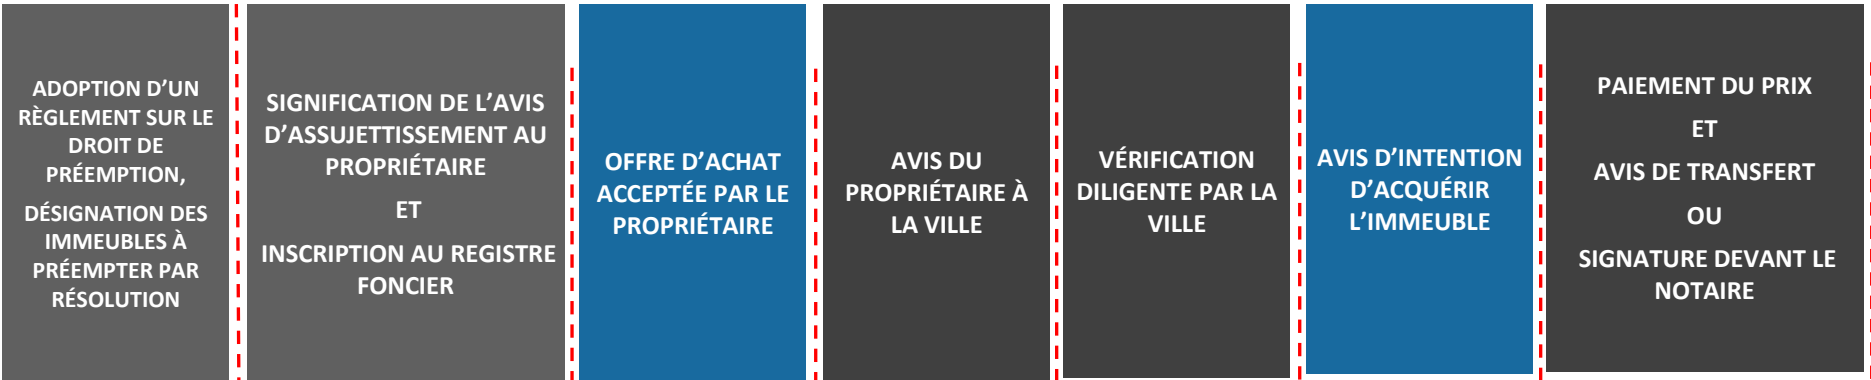 ADOPTION D’UN
RÈGLEMENT SUR LE
DROIT DE
PRÉEMPTION,
DÉSIGNATION DES
IMMEUBLES À
PRÉEMPTER PAR
RÉSOLUTION
SIGNIFICATION DE L’AVIS
D’ASSUJETTISSEMENT AU
PROPRIÉTAIRE
ET
INSCRIPTION AU REGISTRE
FONCIER
OFFRE D’ACHAT
ACCEPTÉE PAR LE
PROPRIÉTAIRE
AVIS DU
PROPRIÉTAIRE À
LA VILLE
VÉRIFICATION
DILIGENTE PAR LA
VILLE
AVIS D’INTENTION
D’ACQUÉRIR
L’IMMEUBLE
PAIEMENT DU PRIX
ET
AVIS DE TRANSFERT
OU
SIGNATURE DEVANT LE
NOTAIRE